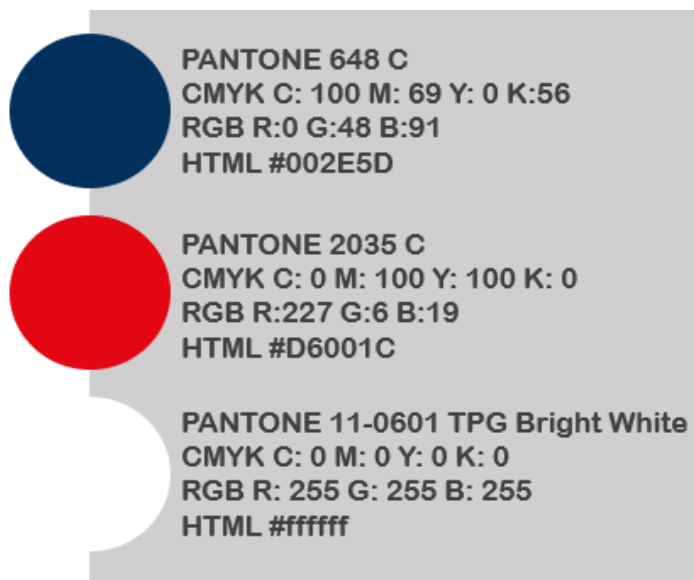 PANTONE 648 C
CMYK C: 100 M: 69 Y: 0 K:56
RGB R:0 G:48 B:91
HTML #002E5D
PANTONE 2035 C
CMYK C: 0 M: 100 Y: 100 K: 0
RGB R:227 G:6 B:19
HTML #D6001C
PANTONE 11-0601 TPG Bright White
CMYK C: 0 M: 0 Y: 0 K: 0
RGB R: 255 G: 255 B: 255
HTML #ffffff